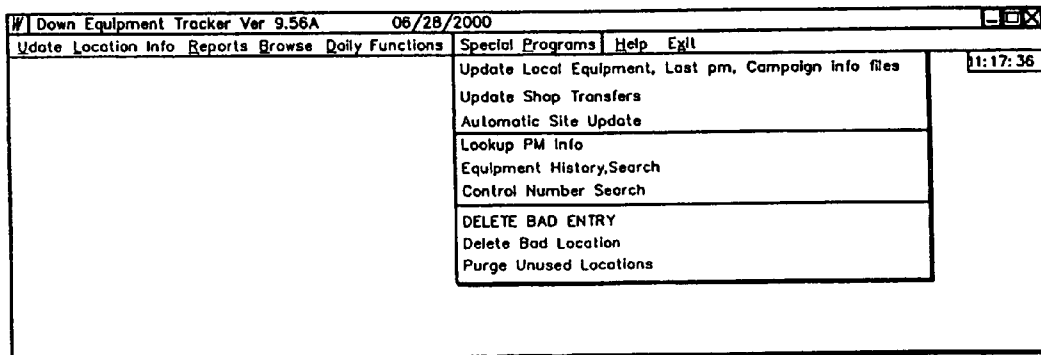 W Down Equipment Tracker Ver 9.56A 06/28/2000
Udate Location Info Reports Browse Daily Functions Special Programs Help Exit
11:17:36
Update Local Equipment, Last pm, Campaign info files
Update Shop Transfers
Automatic Site Update
Lookup PM Info
Equipment History,Search
Control Number Search
DELETE BAD ENTRY
Delete Bad Location
Purge Unused Locations